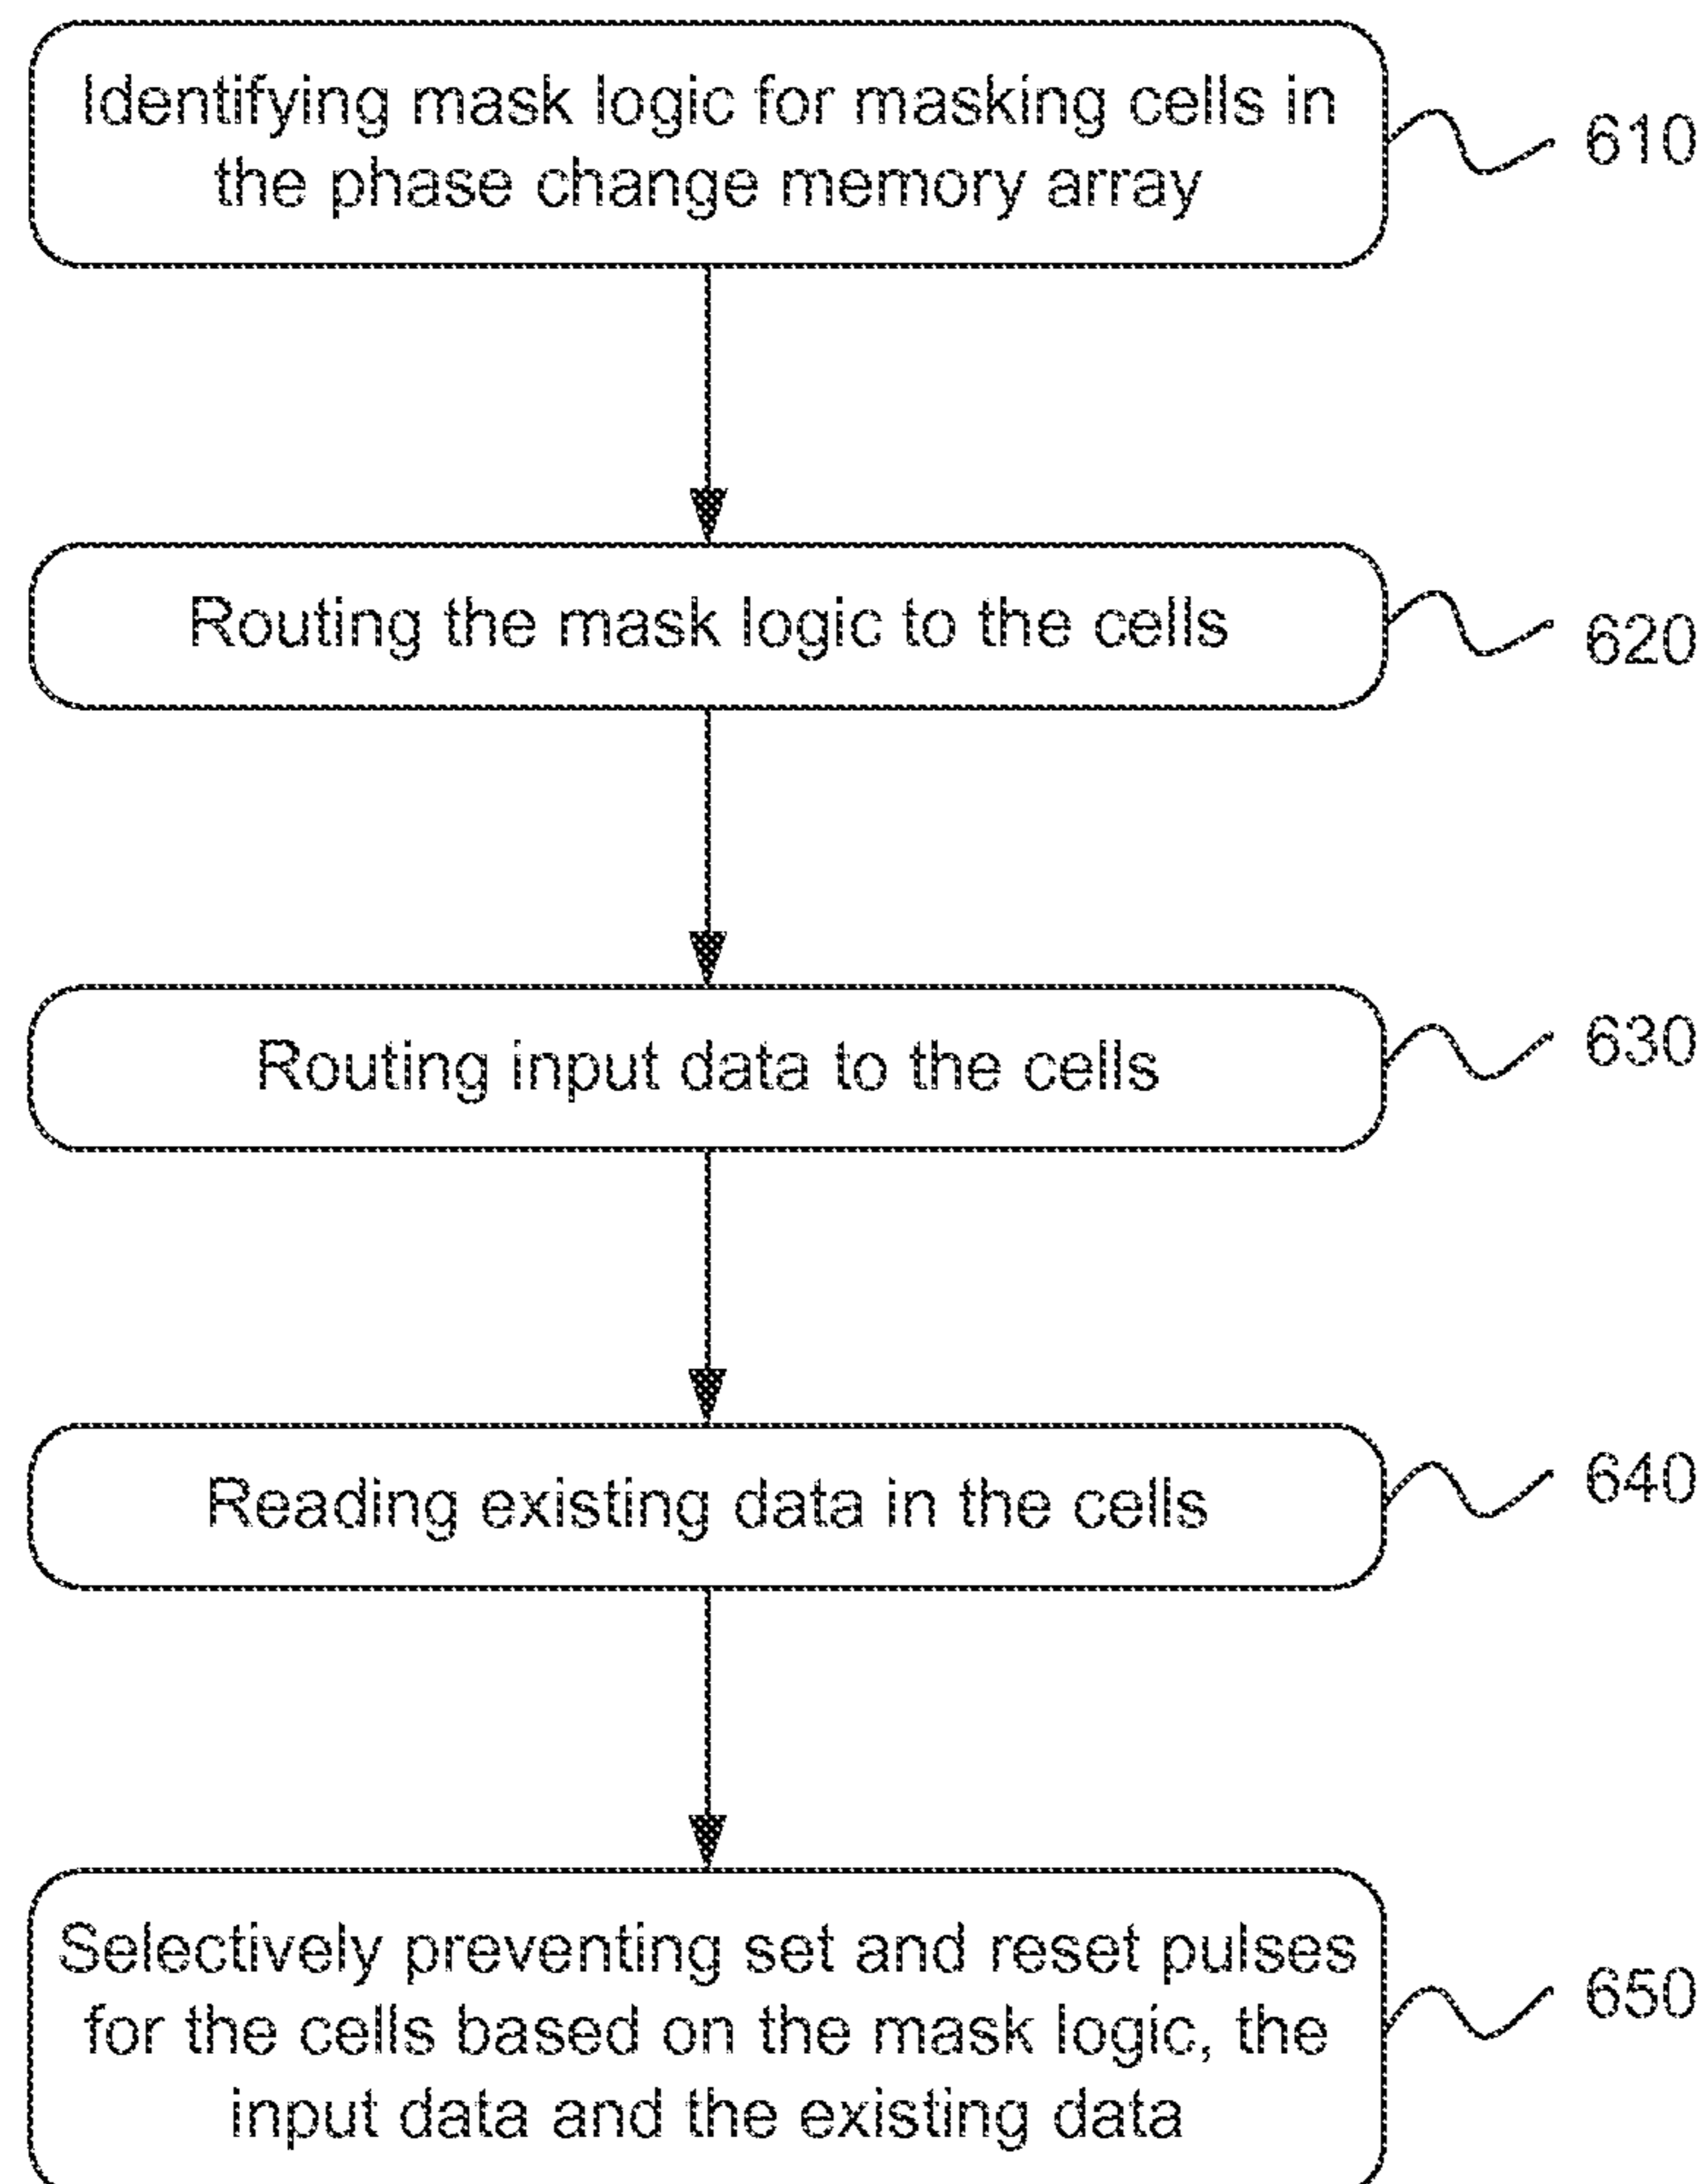 Identifying mask logic for masking cells in
the phase change memory array
610
Routing the mask logic to the cells
620
Routing input data to the cells
630
Reading existing data in the cells
640
Selectively preventing set and reset pulses
for the cells based on the mask logic, the
input data and the existing data
650